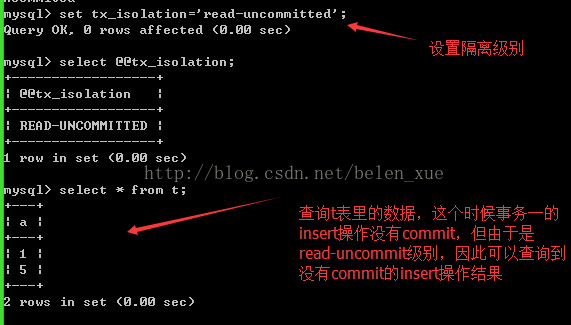 mysql> set tx_isolation='read-uncommitted';
Query OK, 0 rows affected (0.00 sec)
设置隔离级别
mysql> select @@tx_isolation;
+------------------+
| @@tx_isolation   |
+------------------+
| READ-UNCOMMITTED |
+------------------+
1 row in set (0.00 sec)
http://blog.csdn.net/belen_xue
mysql> select * from t;
+---+
| a |
+---+
| 1 |
| 5 |
+---+
2 rows in set (0.00 sec)
查询t表里的数据，这个时候事务一的
insert操作没有commit，但由于是
read-uncommit级别，因此可以查询到
没有commit的insert操作结果